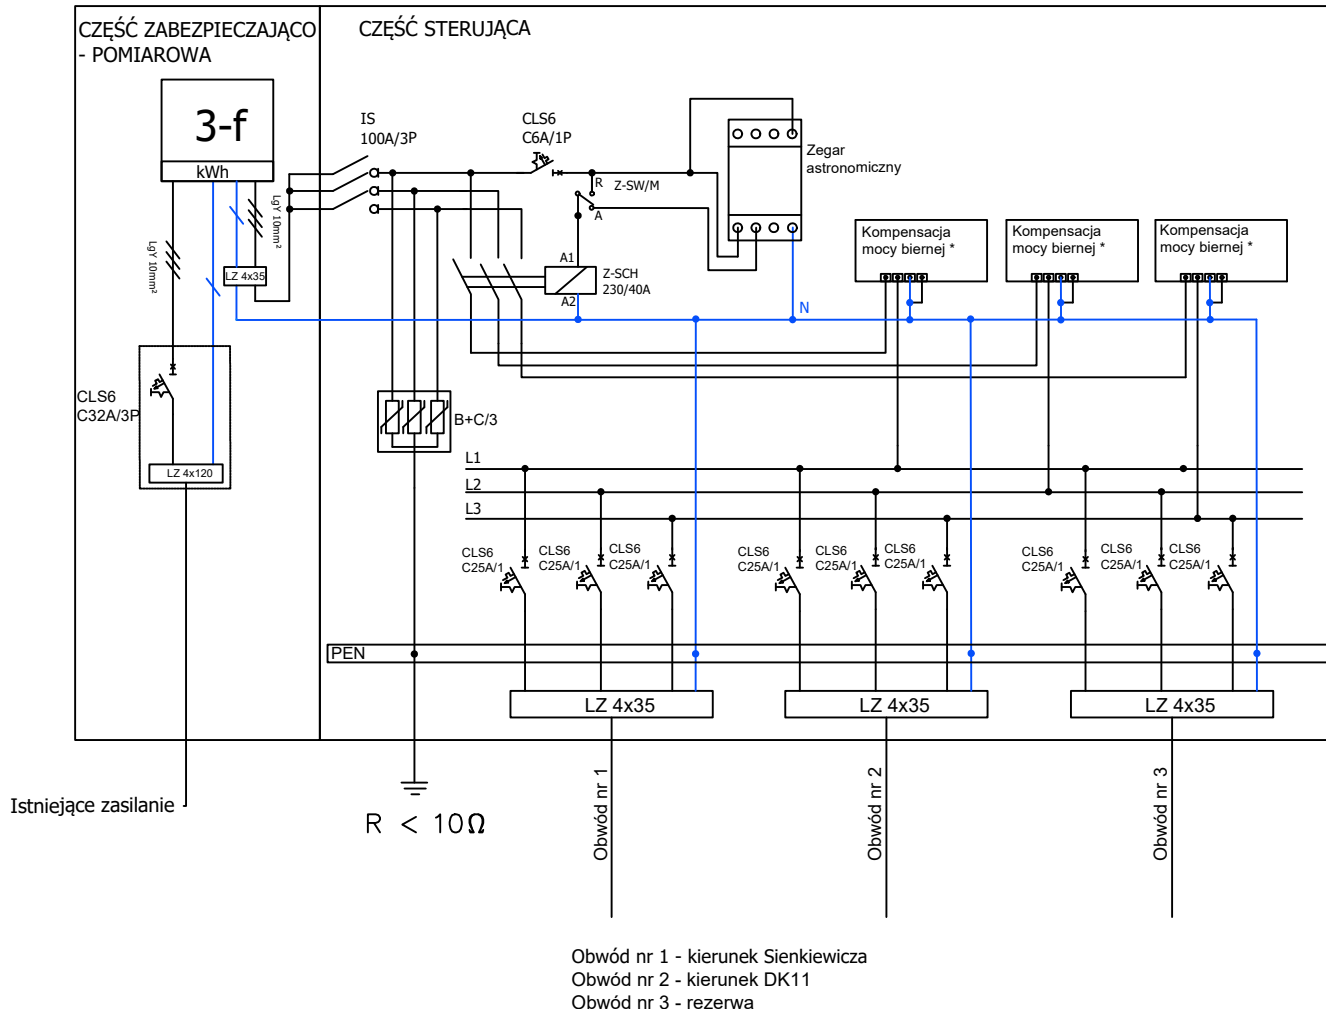 CZĘŚĆ ZABEZPIECZAJĄCO
- POMIAROWA
CZĘŚĆ STERUJĄCA
3-f
kWh
LgY 10mm²
LgY 10mm²
LZ 4x35
CLS6
C32A/3P
LZ 4x120
IS
100A/3P
CLS6
C6A/1P
R
Z-SW/M
A
A1
Z-SCH
230/40A
A2
Zegar
astronomiczny
N
Kompensacja
mocy biernej *
Kompensacja
mocy biernej *
Kompensacja
mocy biernej *
B+C/3
L1
L2
L3
CLS6
C25A/1
CLS6
C25A/1
CLS6
C25A/1
CLS6
C25A/1
CLS6
C25A/1
CLS6
C25A/1
CLS6
C25A/1
CLS6
C25A/1
CLS6
C25A/1
PEN
LZ 4x35
LZ 4x35
LZ 4x35
Istniejące zasilanie
R < 10Ω
Obwód nr 1
Obwód nr 2
Obwód nr 3
Obwód nr 1 - kierunek Sienkiewicza
Obwód nr 2 - kierunek DK11
Obwód nr 3 - rezerwa